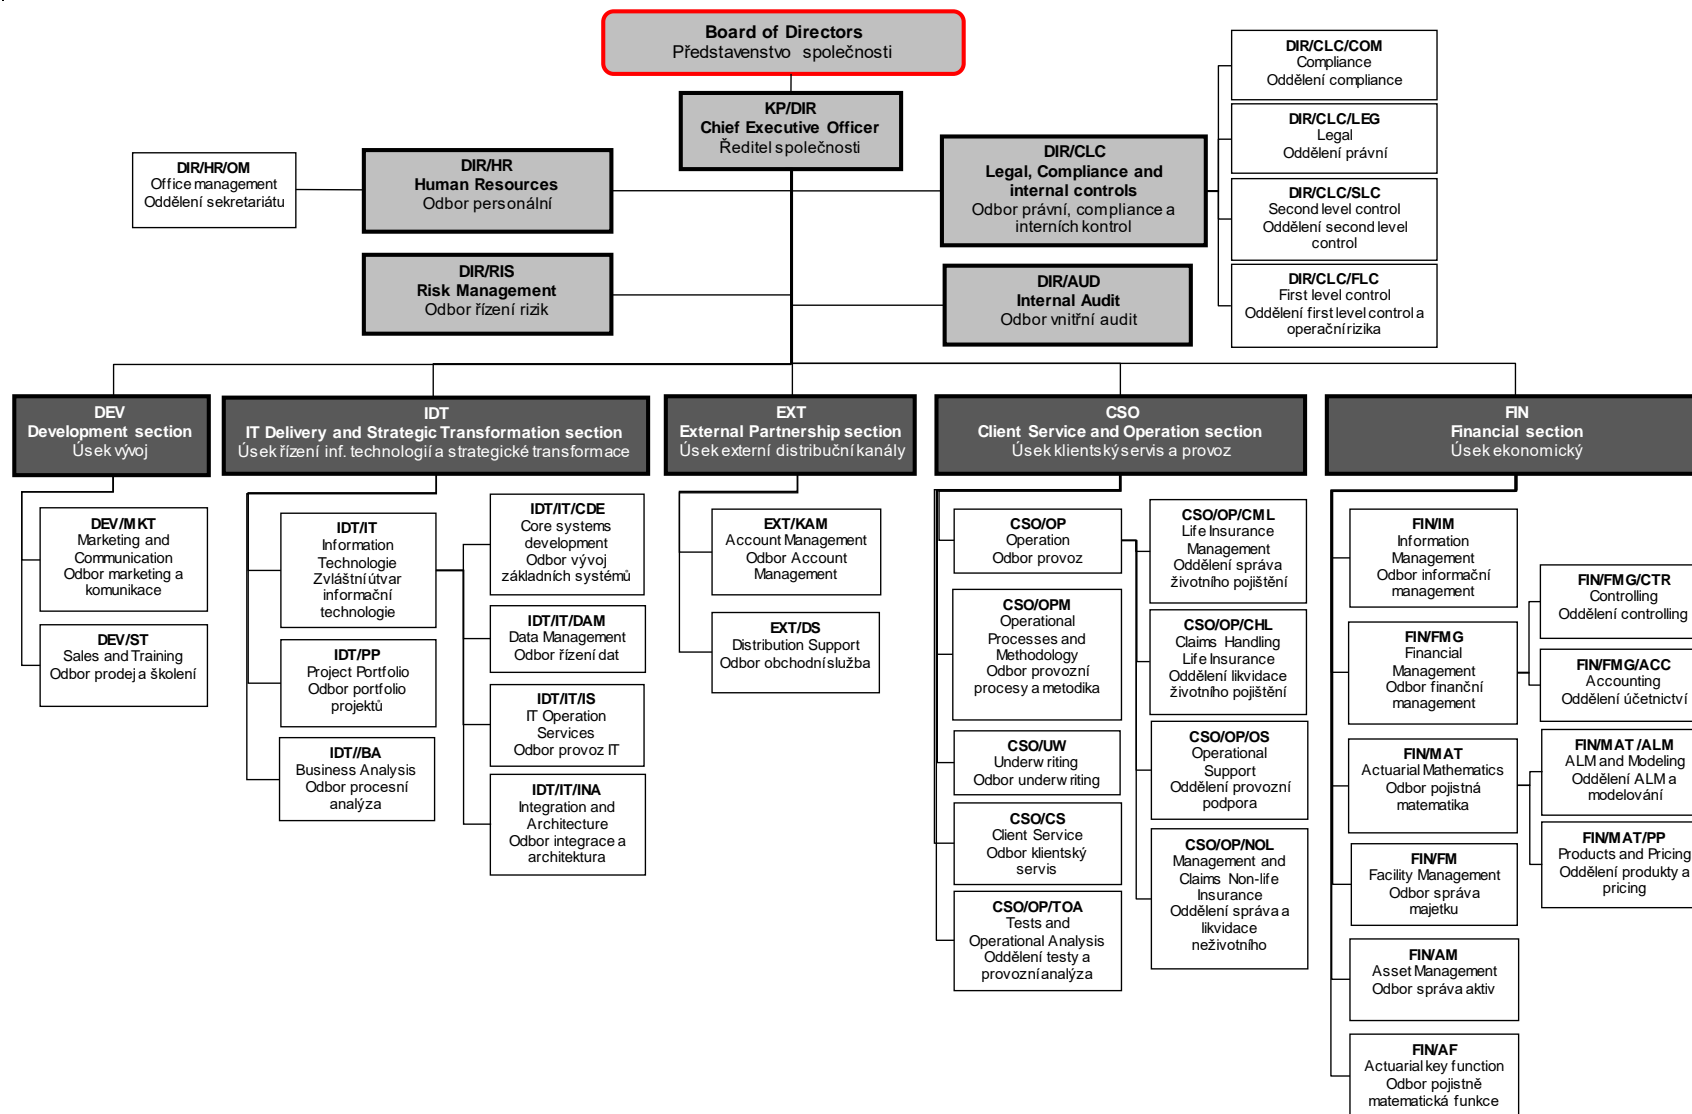 Board of Directors
Představenstvo společnosti
KP/DIR
Chief Executive Officer
Ředitel společnosti
DIR/HR/OM
Office management
Oddělení sekretariátu
DIR/HR
Human Resources
Odbor personální
DIR/CLC
Legal, Compliance and
internal controls
Odbor právní, compliance a
interních kontrol
DIR/CLC/COM
Compliance
Oddělení compliance
DIR/CLC/LEG
Legal
Oddělení právní
DIR/CLC/SLC
Second level control
Oddělení second level
control
DIR/CLC/FLC
First level control
Oddělení first level control a
operační rizika
DIR/RIS
Risk Management
Odbor řízení rizik
DIR/AUD
Internal Audit
Odbor vnitřní audit
DEV
Development section
Úsek vývoj
IDT
IT Delivery and Strategic Transformation section
Úsek řízení inf. technologií a strategické transformace
EXT
External Partnership section
Úsek externí distribuční kanály
CSO
Client Service and Operation section
Úsek klientský servis a provoz
FIN
Financial section
Úsek ekonomický
DEV/MKT
Marketing and
Communication
Odbor marketing a
komunikace
DEV/ST
Sales and Training
Odbor prodej a školení
IDT/IT
Information
Technologie
Zvláštní útvar
informační
technologie
IDT/PP
Project Portfolio
Odbor portfolio
projektů
IDT//BA
Business Analysis
Odbor procesní
analýza
IDT/IT/CDE
Core systems
development
Odbor vývoj
základních systémů
IDT/IT/DAM
Data Management
Odbor řízení dat
IDT/IT/IS
IT Operation
Services
Odbor provoz IT
IDT/IT/INA
Integration and
Architecture
Odbor integrace a
architektura
EXT/KAM
Account Management
Odbor Account
Management
EXT/DS
Distribution Support
Odbor obchodní služba
CSO/OP
Operation
Odbor provoz
CSO/OPM
Operational
Processes and
Methodology
Odbor provozní
procesy a metodika
CSO/UW
Underwriting
Odbor underwriting
CSO/CS
Client Service
Odbor klientský
servis
CSO/OP/TOA
Tests and
Operational Analysis
Oddělení testy a
provozní analýza
CSO/OP/CML
Life Insurance
Management
Oddělení správa
životního pojištění
CSO/OP/CHL
Claims Handling
Life Insurance
Oddělení likvidace
životního pojištění
CSO/OP/OS
Operational
Support
Oddělení provozní
podpora
CSO/OP/NOL
Management and
Claims Non-life
Insurance
Oddělení správa a
likvidace
neživotního
FIN/IM
Information
Management
Odbor informační
management
FIN/FMG
Financial
Management
Odbor finanční
management
FIN/MAT
Actuarial Mathematics
Odbor pojistná
matematika
FIN/FM
Facility Management
Odbor správa
majetku
FIN/AM
Asset Management
Odbor správa aktiv
FIN/AF
Actuarial key function
Odbor pojistně
matematická funkce
FIN/FMG/CTR
Controlling
Oddělení controlling
FIN/FMG/ACC
Accounting
Oddělení účetnictví
FIN/MAT/ALM
ALM and Modeling
Oddělení ALM a
modelování
FIN/MAT/PP
Products and Pricing
Oddělení produkty a
pricing